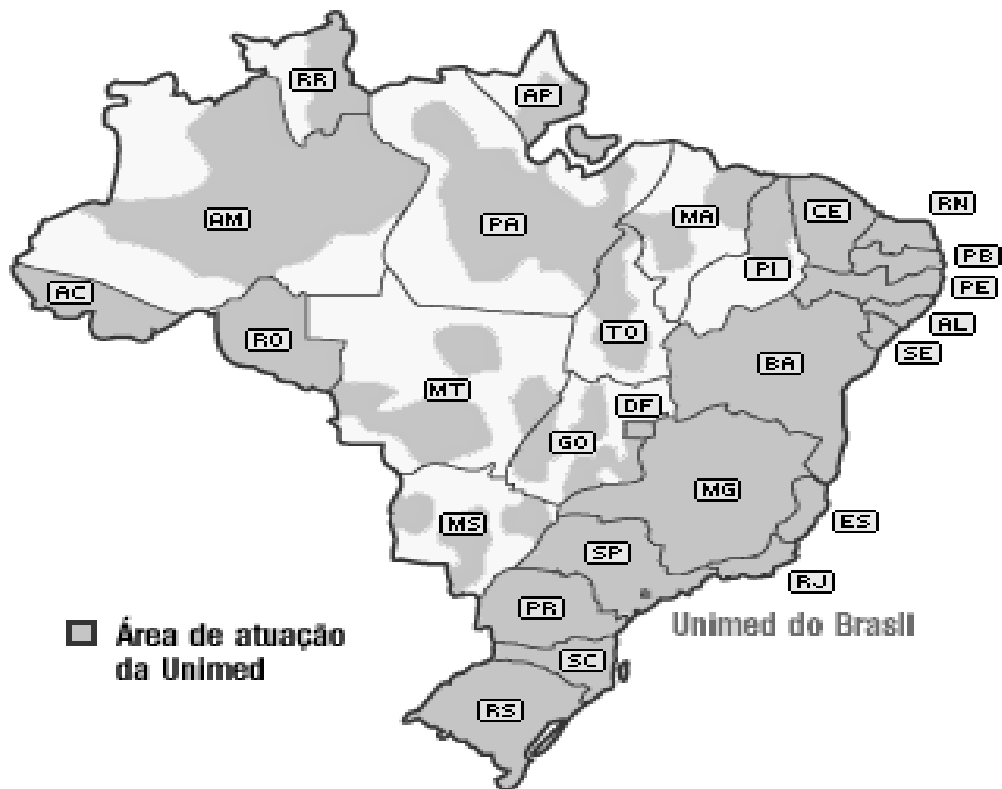 RR
AP
AM
PA
MA
CE
RN
PI
PB
PE
AC
RO
TO
AL
SE
BA
MT
DF
GO
MG
MS
ES
SP
RJ
PR
Unimed do Brasli
Área de atuação
da Unimed
SC
RS